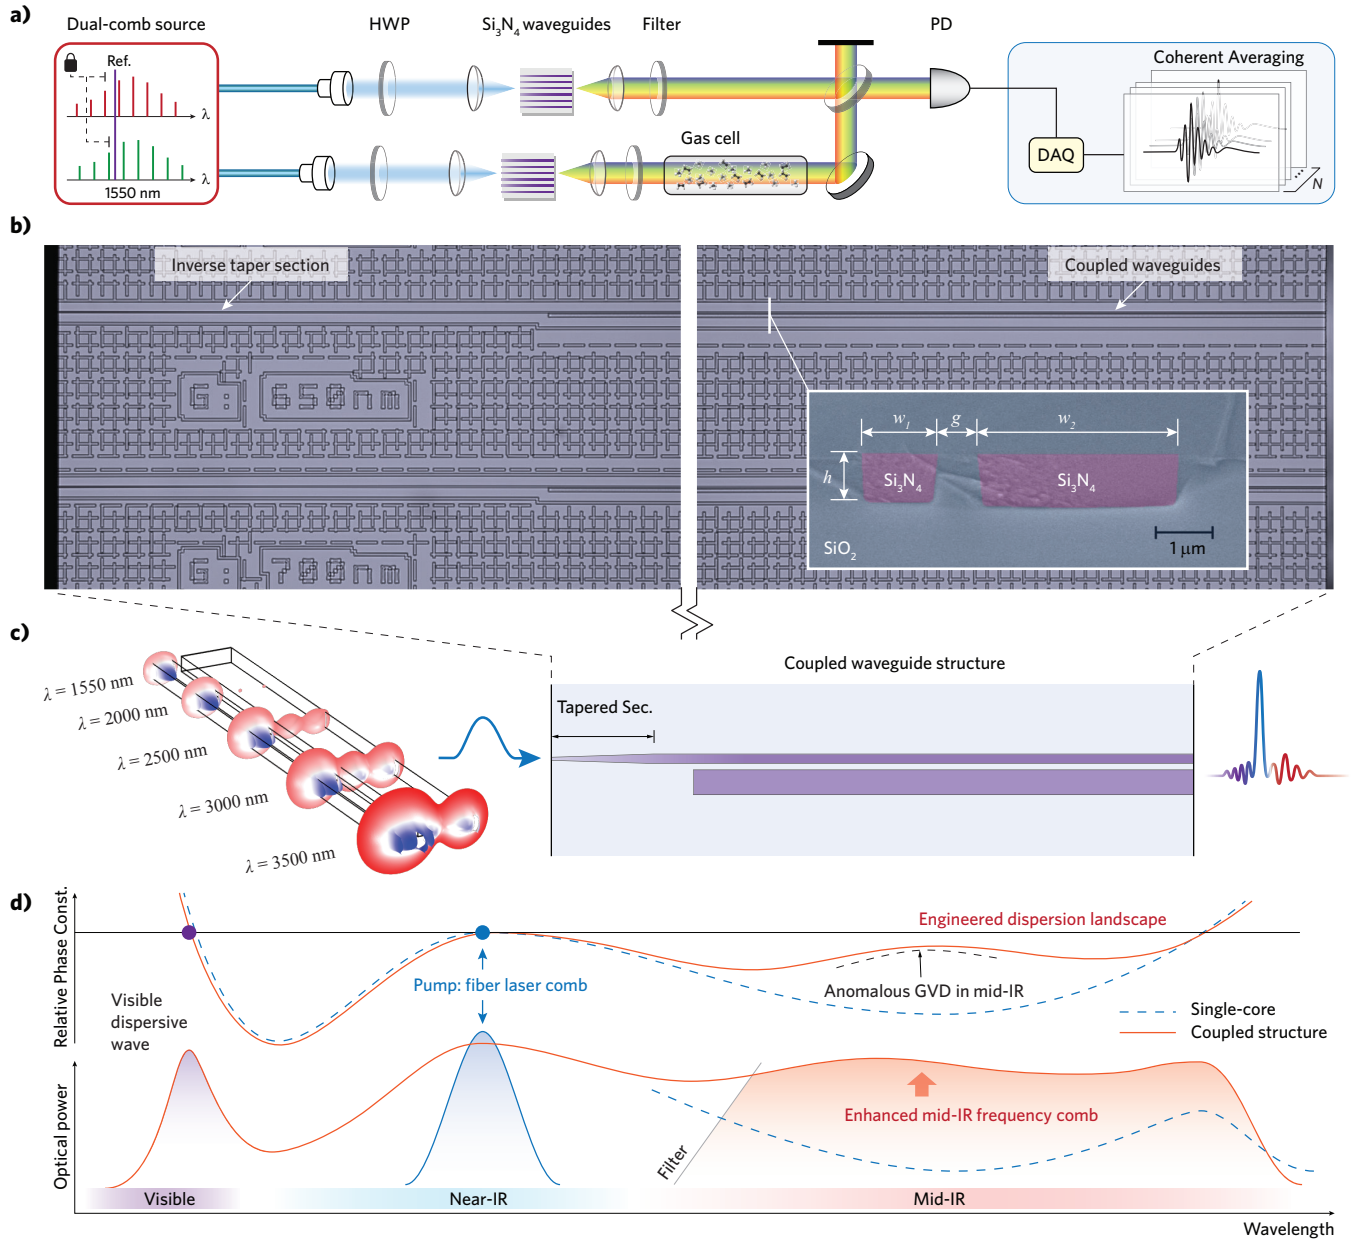 a)
Dual-comb source
HWP
Si3N4 waveguides
Filter
PD
Ref.
λ
λ
1550 nm
Gas cell
Coherent Averaging
DAQ
N
b)
Inverse taper section
Coupled waveguides
G: 650nm
G: 700nm
w1
g
w2
h
Si3N4
Si3N4
SiO2
1 μm
c)
λ = 1550 nm
λ = 2000 nm
λ = 2500 nm
λ = 3000 nm
λ = 3500 nm
Coupled waveguide structure
Tapered Sec.
d)
Relative Phase Const.
Engineered dispersion landscape
Pump: fiber laser comb
Anomalous GVD in mid-IR
Visible
dispersive
wave
Single-core
Coupled structure
Optical power
Filter
Enhanced mid-IR frequency comb
Visible
Near-IR
Mid-IR
Wavelength